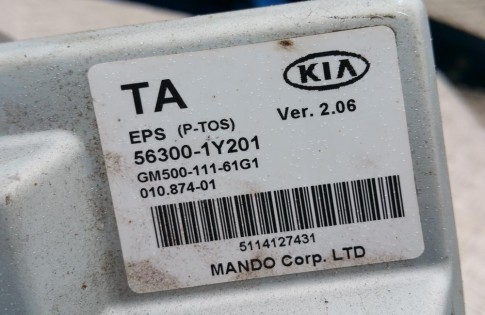 TA
KIA
EPS (P-TOS)
Ver. 2.06
56300-1Y201
GM500-111-61G1
010.874-01
5114127431
MANDO Corp. LTD